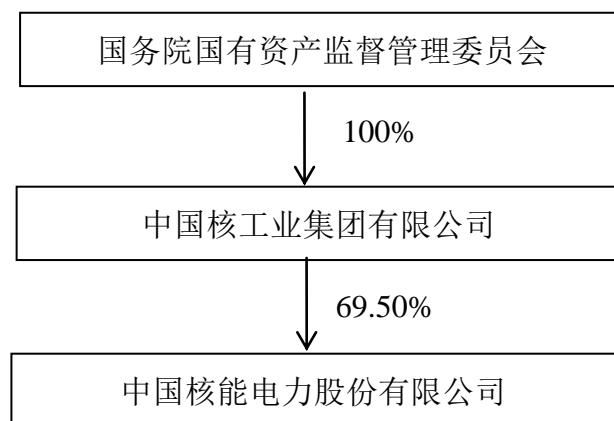 国务院国有资产监督管理委员会
100%
中国核工业集团有限公司
69.50%
中国核能电力股份有限公司